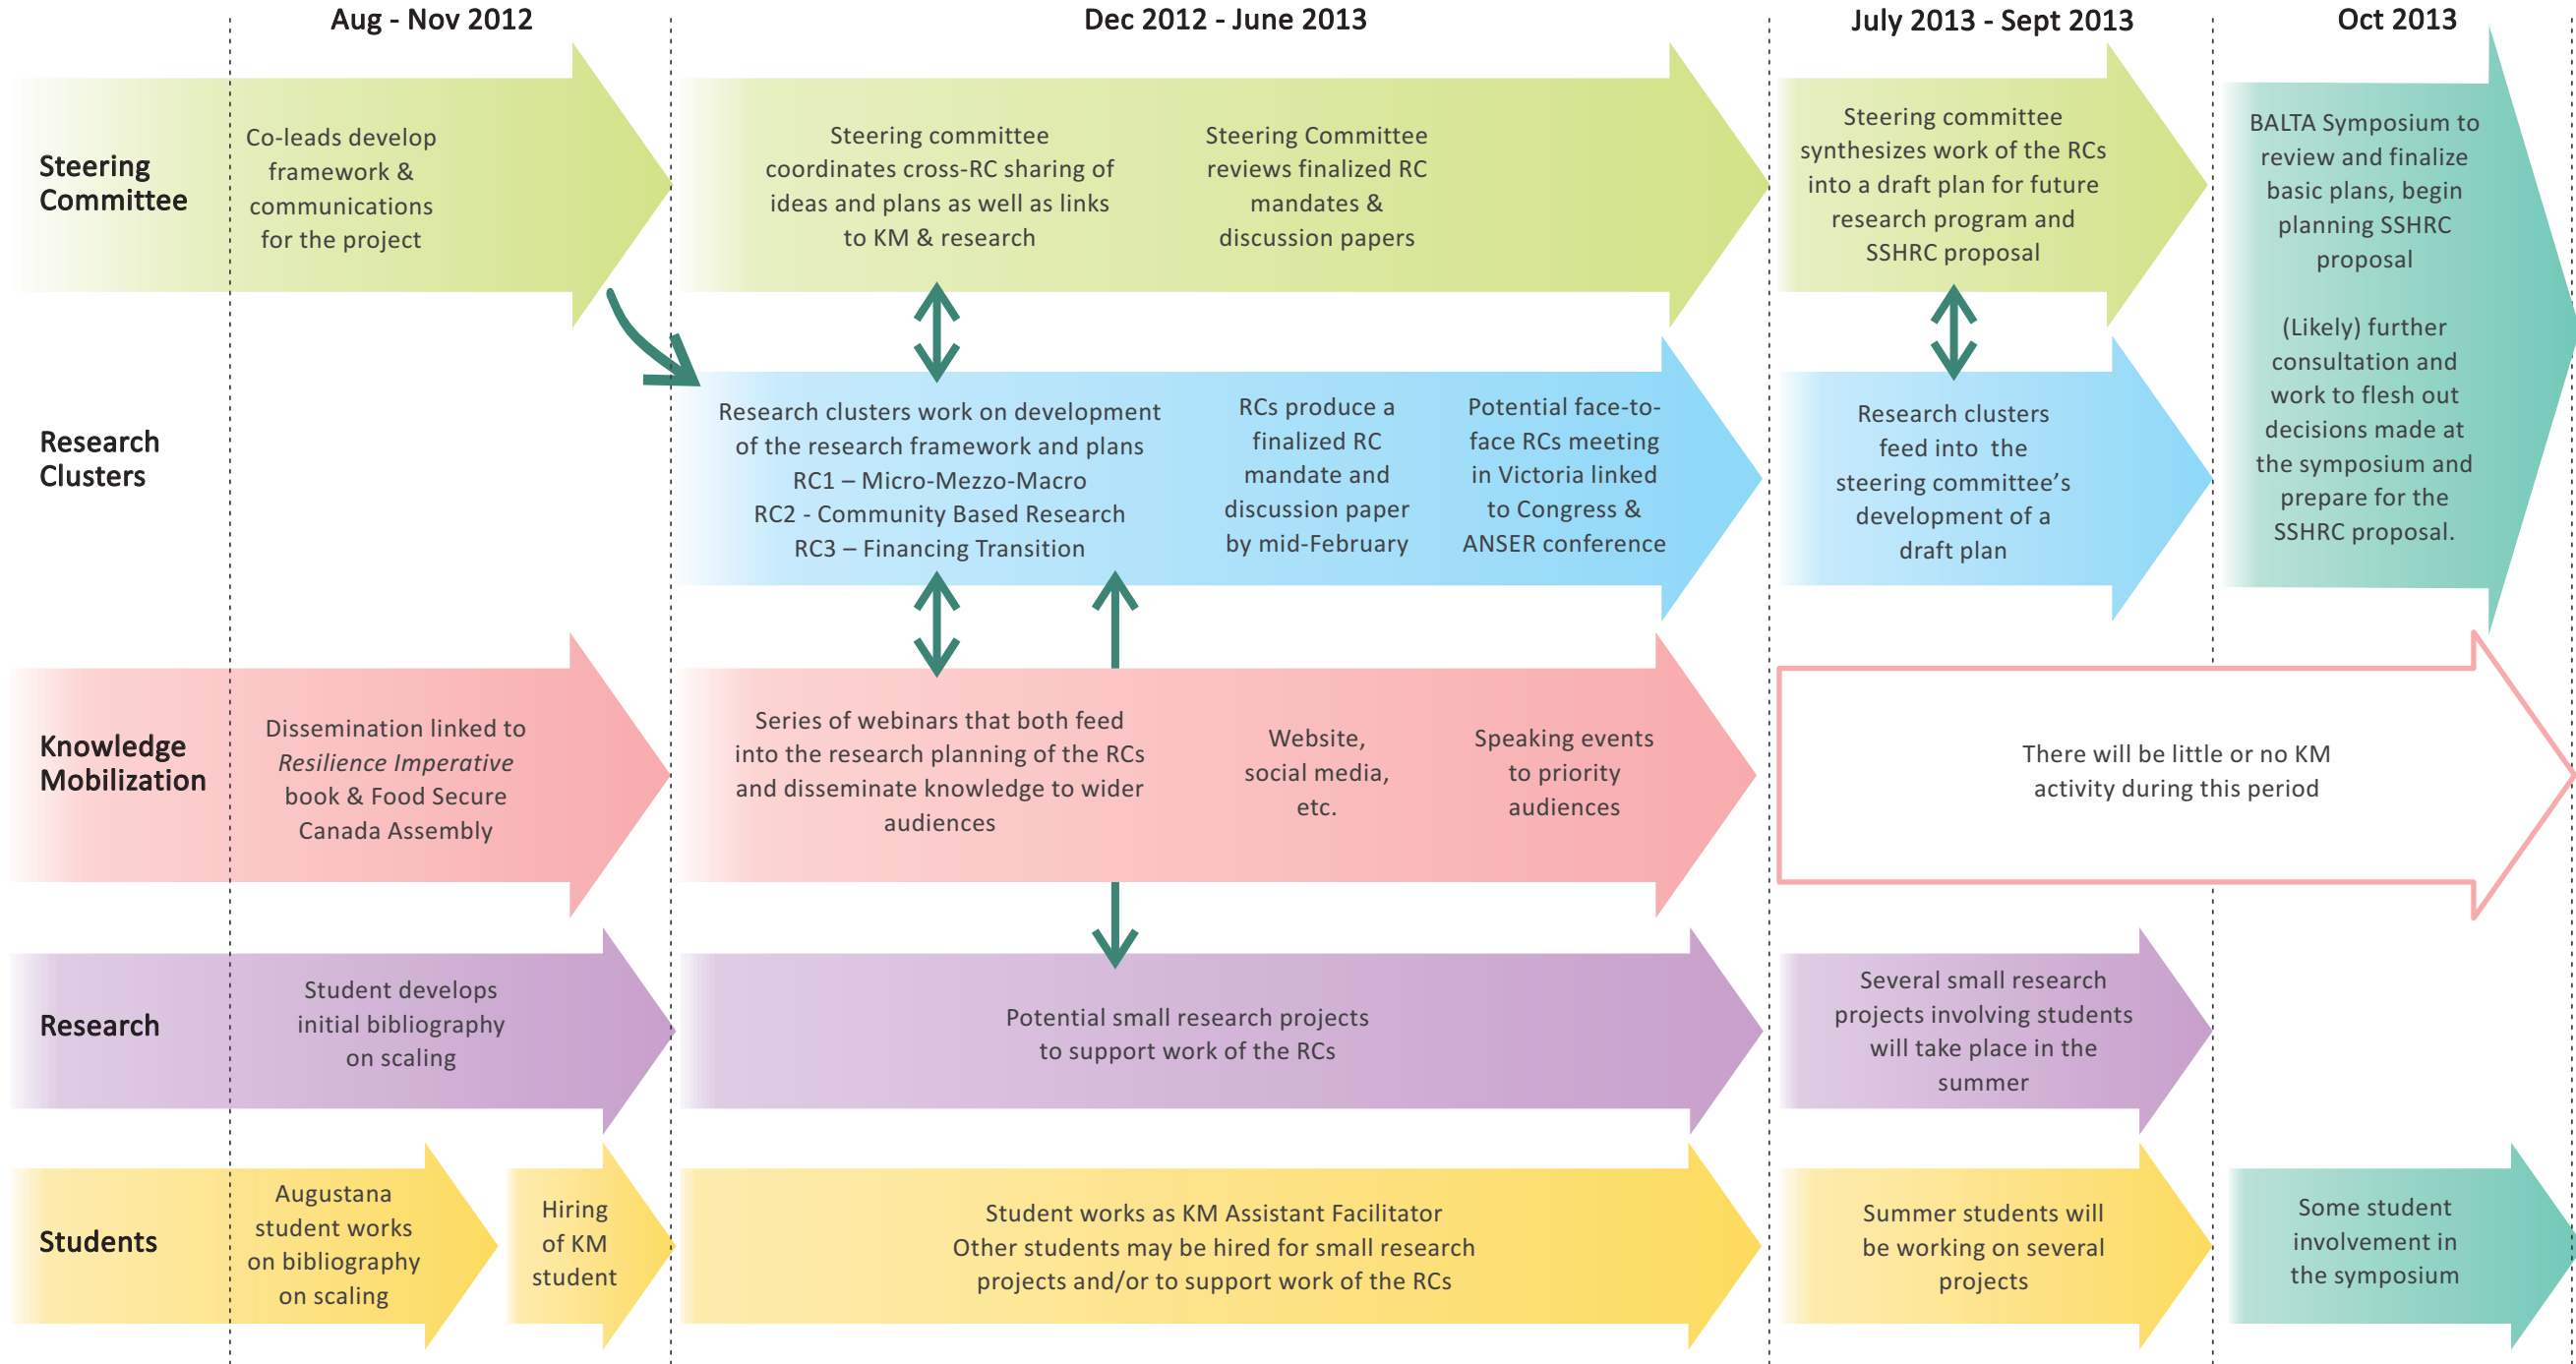 Aug - Nov 2012
Dec 2012 - June 2013
July 2013 - Sept 2013
Oct 2013
Steering
Committee
Co-leads develop
framework &
communications
for the project
Steering committee
coordinates cross-RC sharing of
ideas and plans as well as links
to KM & research
Steering Committee
reviews finalized RC
mandates &
discussion papers
Steering committee
synthesizes work of the RCs
into a draft plan for future
research program and
SSHRC proposal
BALTA Symposium to
review and finalize
basic plans, begin
planning SSHRC
proposal
(Likely) further
consultation and
work to flesh out
decisions made at
the symposium and
prepare for the
SSHRC proposal.
Research
Clusters
Research clusters work on development
of the research framework and plans
RC1 – Micro-Mezzo-Macro
RC2 - Community Based Research
RC3 – Financing Transition
RCs produce a
finalized RC
mandate and
discussion paper
by mid-February
Potential face-to-
face RCs meeting
in Victoria linked
to Congress &
ANSER conference
Research clusters
feed into the
steering committee’s
development of a
draft plan
Knowledge
Mobilization
Dissemination linked to
Resilience Imperative
book & Food Secure
Canada Assembly
Series of webinars that both feed
into the research planning of the RCs
and disseminate knowledge to wider
audiences
Website,
social media,
etc.
Speaking events
to priority
audiences
There will be little or no KM
activity during this period
Research
Student develops
initial bibliography
on scaling
Potential small research projects
to support work of the RCs
Several small research
projects involving students
will take place in the
summer
Students
Augustana
student works
on bibliography
on scaling
Hiring
of KM
student
Student works as KM Assistant Facilitator
Other students may be hired for small research
projects and/or to support work of the RCs
Summer students will
be working on several
projects
Some student
involvement in
the symposium